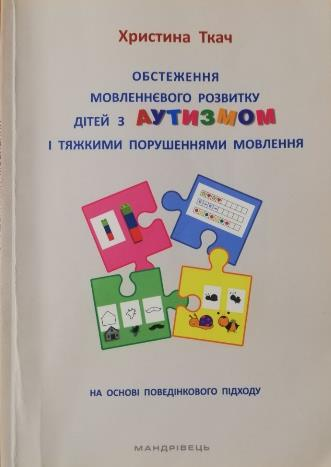 Христина Ткач
ОБСТЕЖЕННЯ
МОВЛЕННЄВОГО РОЗВИТКУ
ДІТЕЙ З АУТИЗМОМ
І ТЯЖКИМИ ПОРУШЕННЯМИ МОВЛЕННЯ
НА ОСНОВІ ПОВЕДІНКОВОГО ПІДХОДУ
МАНДРІВЕЦЬ